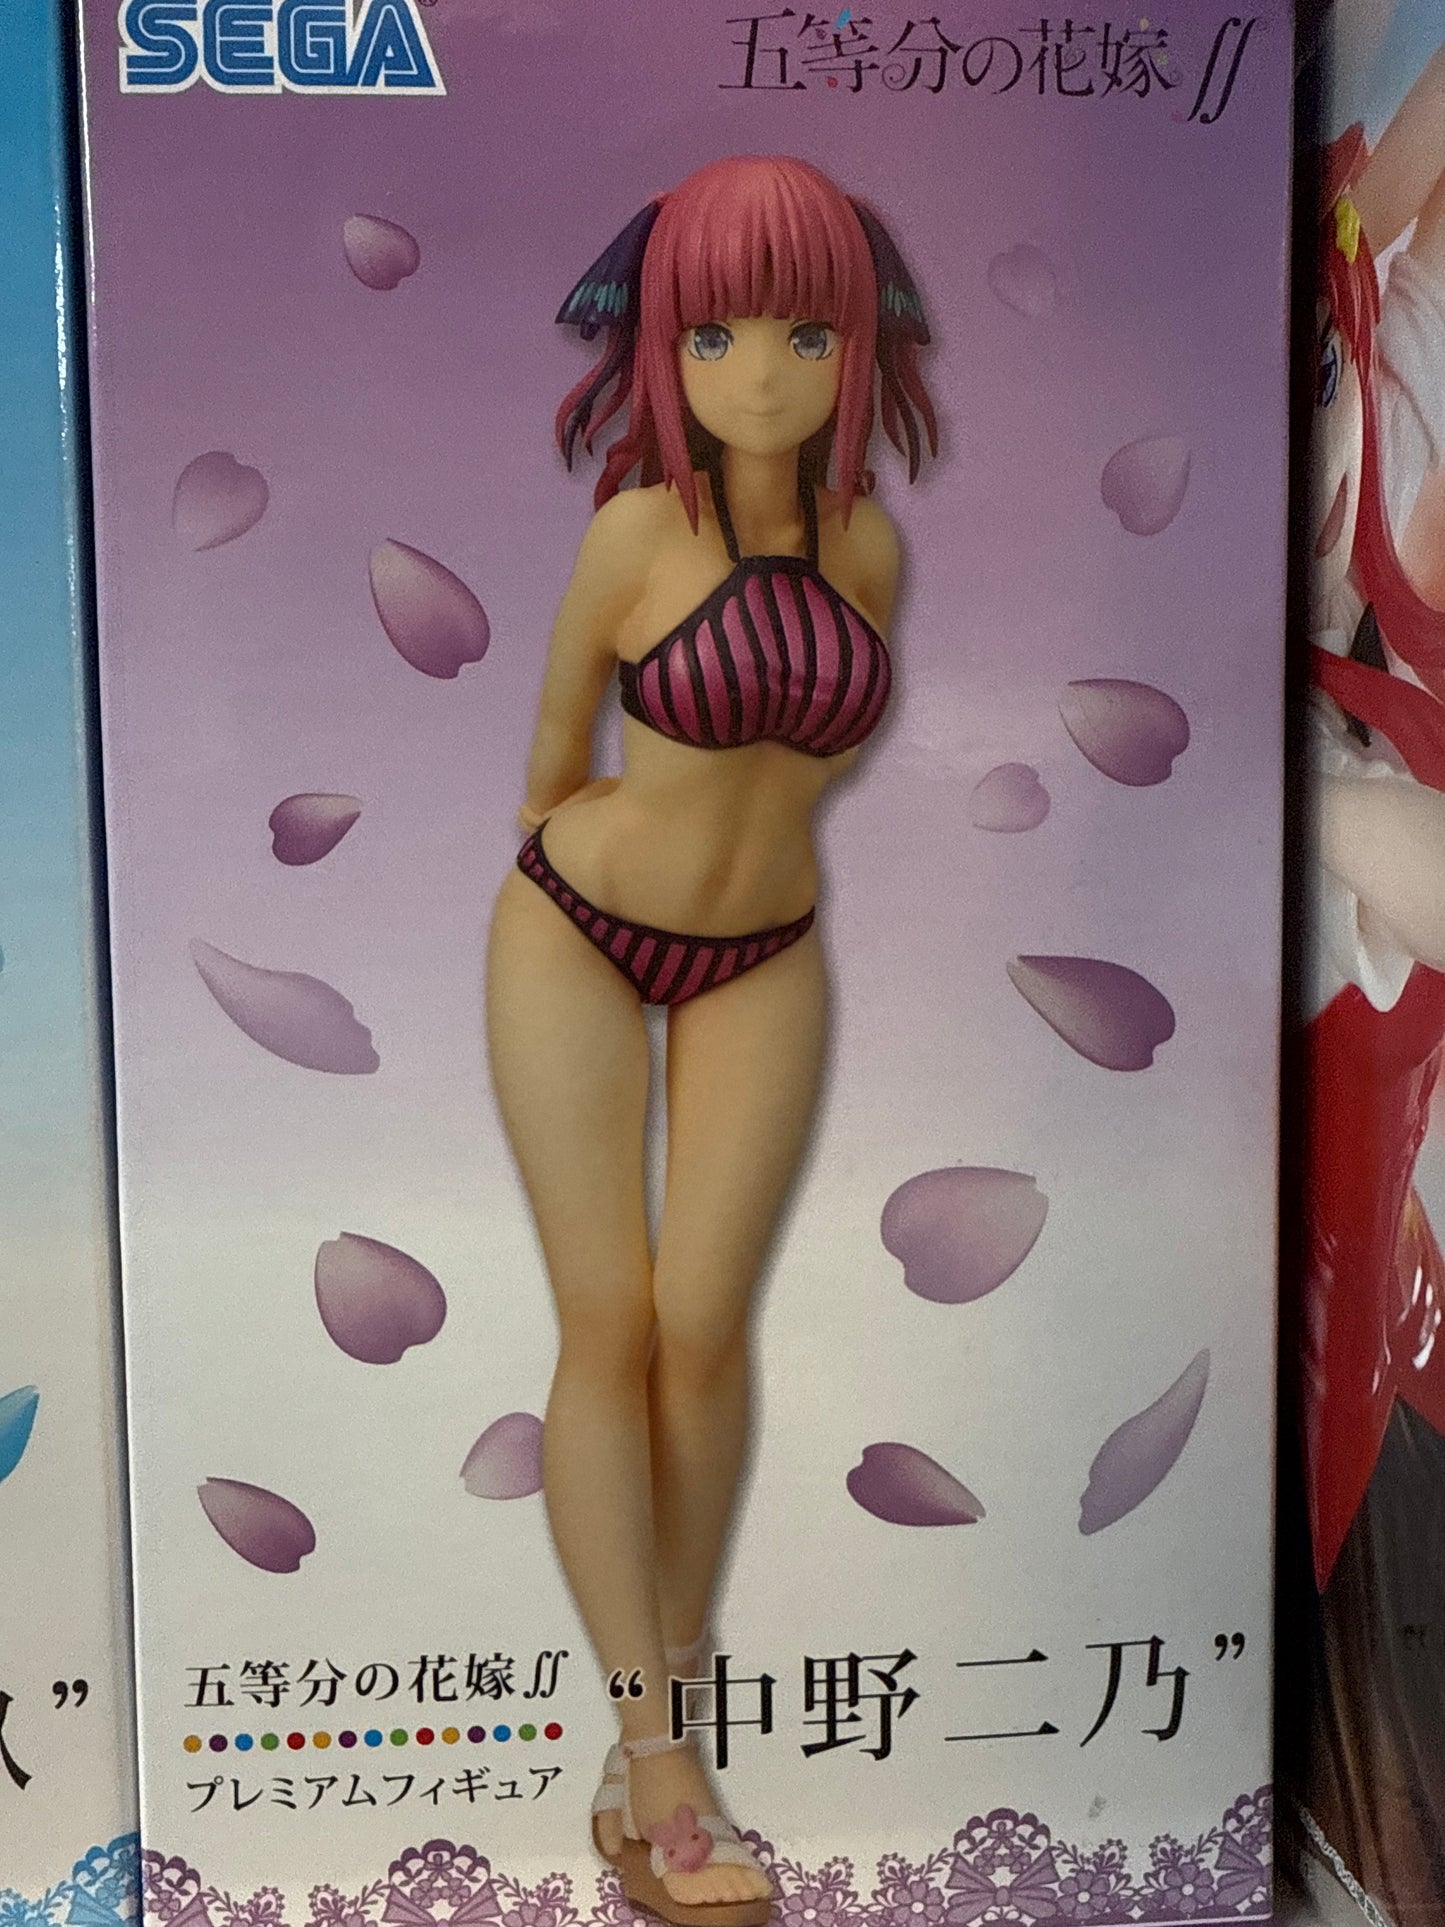 SEGA
五等分の花嫁∬
五等分の花嫁∬
プレミアムフィギュア
“中野二乃”
”